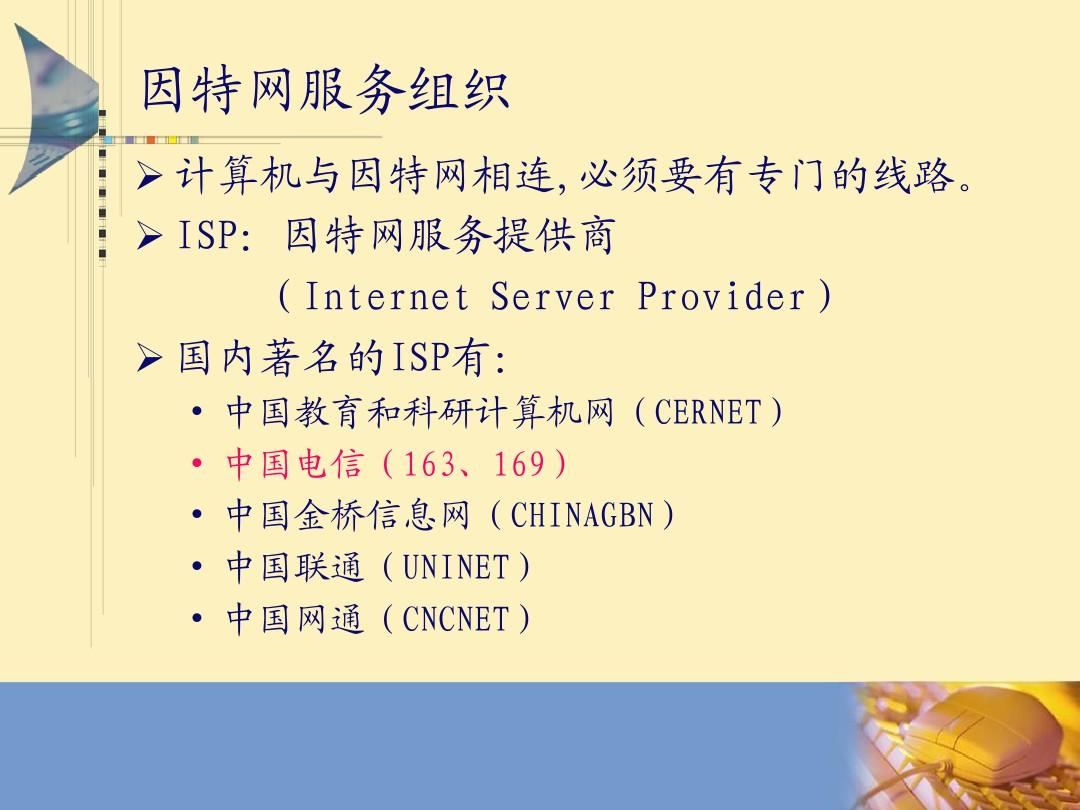 因特网服务组织
计算机与因特网相连,必须要有专门的线路。
ISP: 因特网服务提供商
（Internet Server Provider）
国内著名的ISP有:
• 中国教育和科研计算机网（CERNET）
• 中国电信（163、169）
• 中国金桥信息网（CHINAGBN）
• 中国联通（UNINET）
• 中国网通（CNCNET）